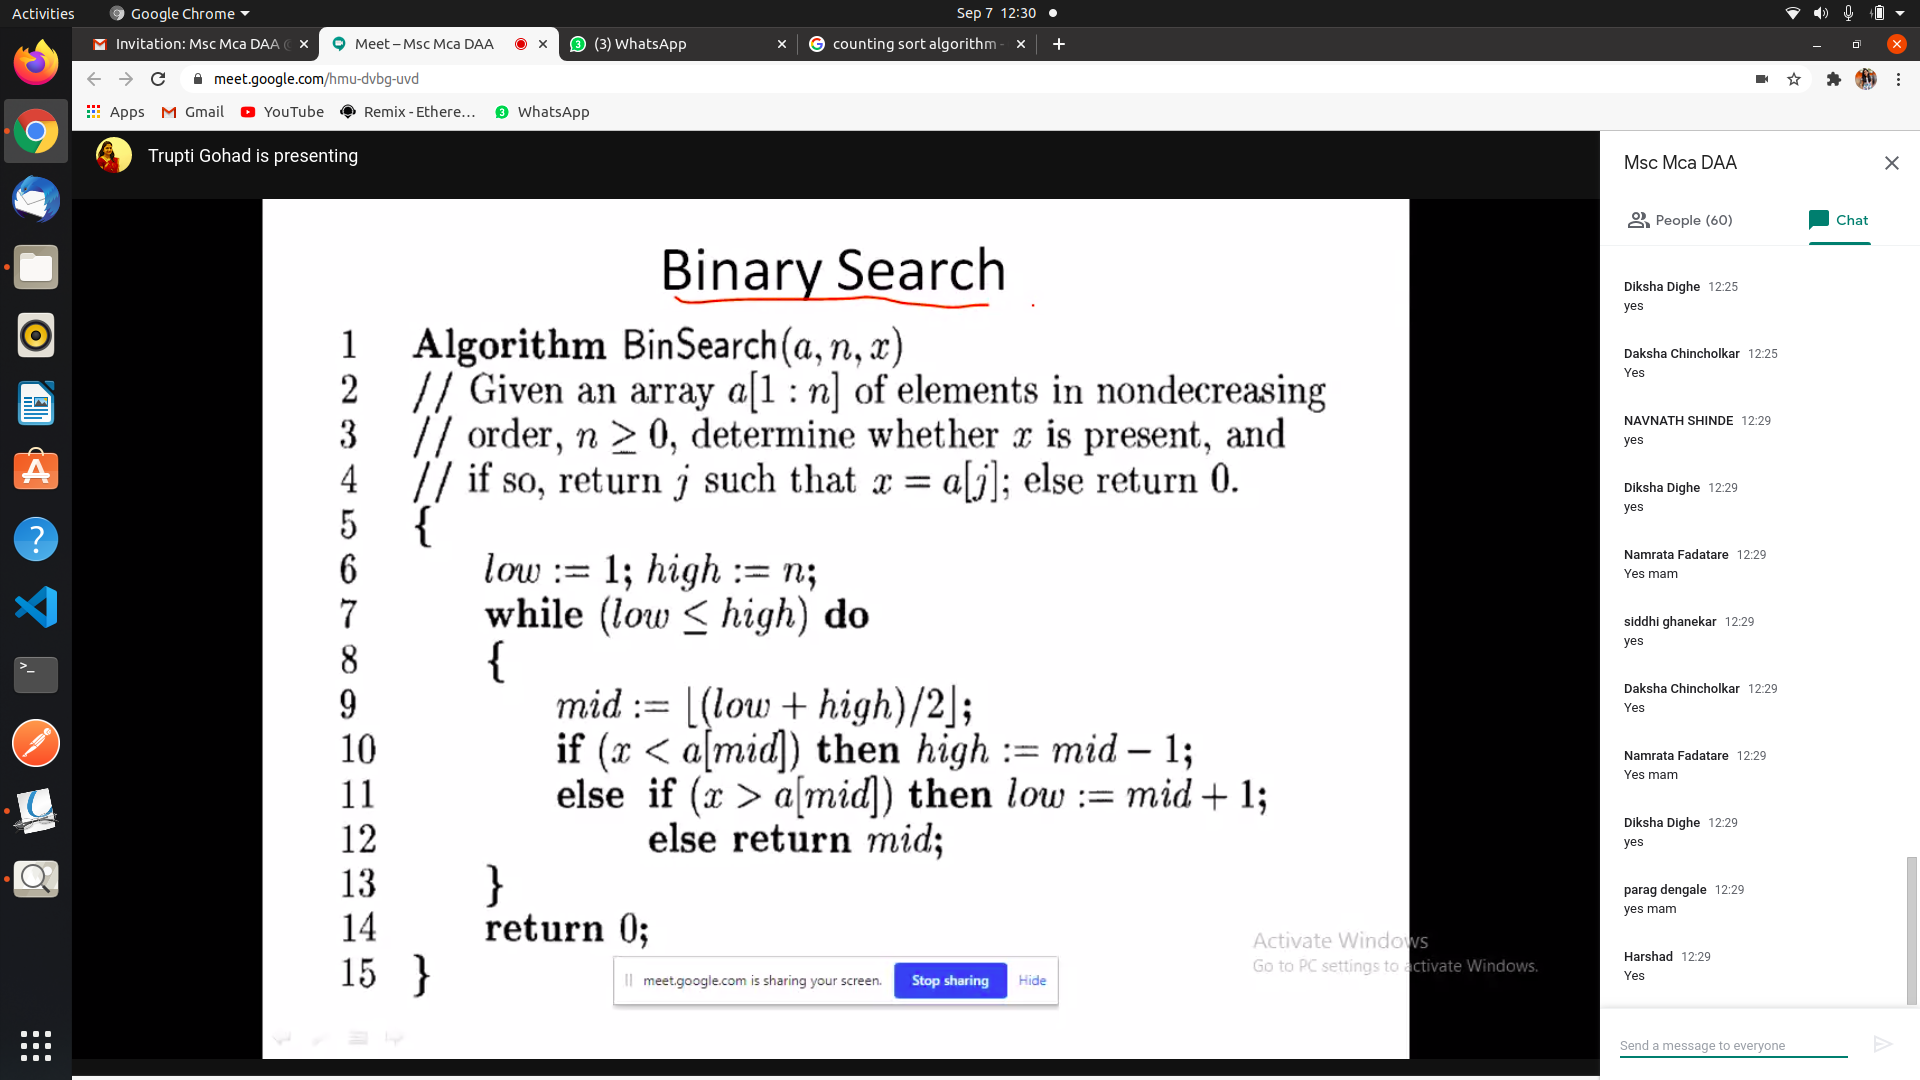 Activities
Google Chrome
Sep 7 12:30
Invitation: Msc Mca DAA
Meet – Msc Mca DAA
(3) WhatsApp
counting sort algorithm -
meet.google.com/hmu-dvbg-uvd
Apps
Gmail
YouTube
Remix - Ethere…
WhatsApp
Trupti Gohad is presenting
Binary Search
1 Algorithm BinSearch(a, n, x)
2 // Given an array a[1 : n] of elements in nondecreasing
3 // order, n ≥ 0, determine whether x is present, and
4 // if so, return j such that x = a[j]; else return 0.
5 {
6 low := 1; high := n;
7 while (low ≤ high) do
8 {
9 mid := ⌊(low + high)/2⌋;
10 if (x < a[mid]) then high := mid − 1;
11 else if (x > a[mid]) then low := mid + 1;
12 else return mid;
13 }
14 return 0;
15 }
Activate Windows
Go to PC settings to activate Windows.
meet.google.com is sharing your screen.
Stop sharing
Hide
Msc Mca DAA
People (60)
Chat
Diksha Dighe 12:25
yes
Daksha Chincholkar 12:25
Yes
NAVNATH SHINDE 12:29
yes
Diksha Dighe 12:29
yes
Namrata Fadatare 12:29
Yes mam
siddhi ghanekar 12:29
yes
Daksha Chincholkar 12:29
Yes
Namrata Fadatare 12:29
Yes mam
Diksha Dighe 12:29
yes
parag dengale 12:29
yes mam
Harshad 12:29
Yes
Send a message to everyone